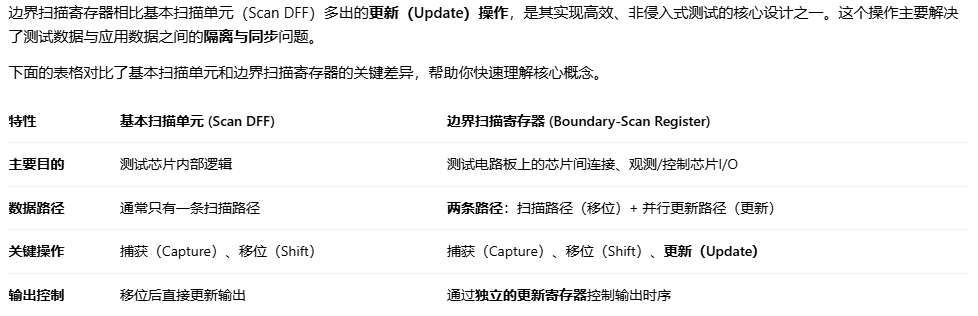 边界扫描寄存器相比基本扫描单元（Scan DFF）多出的更新（Update）操作，是其实现高效、非侵入式测试的核心设计之一。这个操作主要解决
了测试数据与应用数据之间的隔离与同步问题。
下面的表格对比了基本扫描单元和边界扫描寄存器的关键差异，帮助你快速理解核心概念。
特性 基本扫描单元 (Scan DFF) 边界扫描寄存器 (Boundary-Scan Register)
主要目的 测试芯片内部逻辑 测试电路板上的芯片间连接、观测/控制芯片I/O
数据路径 通常只有一条扫描路径 两条路径：扫描路径（移位）+ 并行更新路径（更新）
关键操作 捕获（Capture）、移位（Shift） 捕获（Capture）、移位（Shift）、更新（Update）
输出控制 移位后直接更新输出 通过独立的更新寄存器控制输出时序